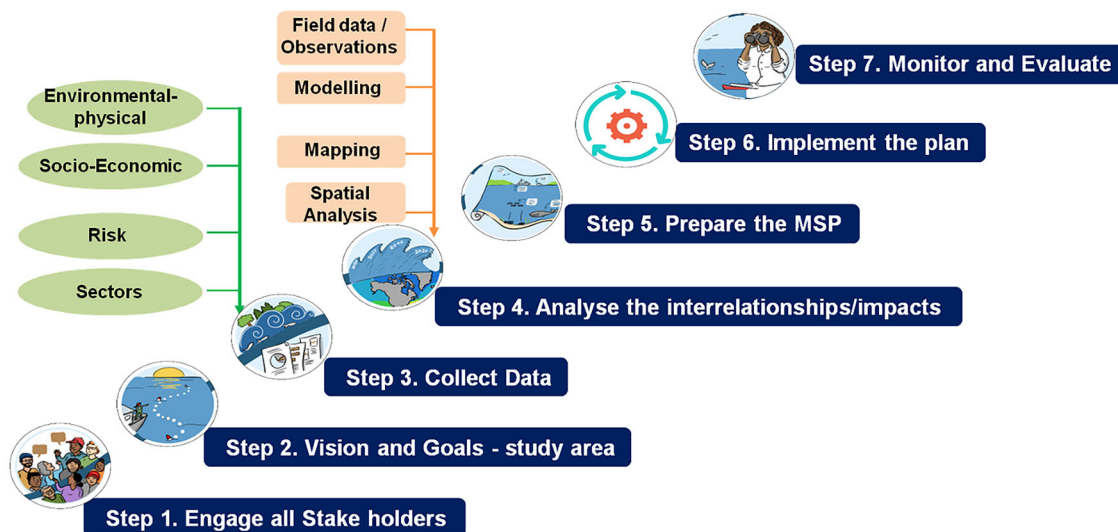 Field data /
Observations
Modelling
Mapping
Spatial
Analysis
Environmental-
physical
Socio-Economic
Risk
Sectors
Step 7. Monitor and Evaluate
Step 6. Implement the plan
Step 5. Prepare the MSP
Step 4. Analyse the interrelationships/impacts
Step 3. Collect Data
Step 2. Vision and Goals - study area
Step 1. Engage all Stake holders